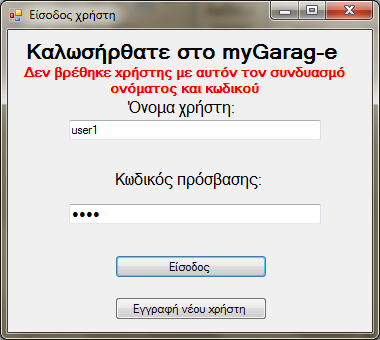 Είσοδος χρήστη
Καλωσήρθατε στο myGarag-e
Δεν βρέθηκε χρήστης με αυτόν τον συνδυασμό
ονόματος και κωδικού
Όνομα χρήστη:
user1
Κωδικός πρόσβασης:
••••
Είσοδος
Εγγραφή νέου χρήστη